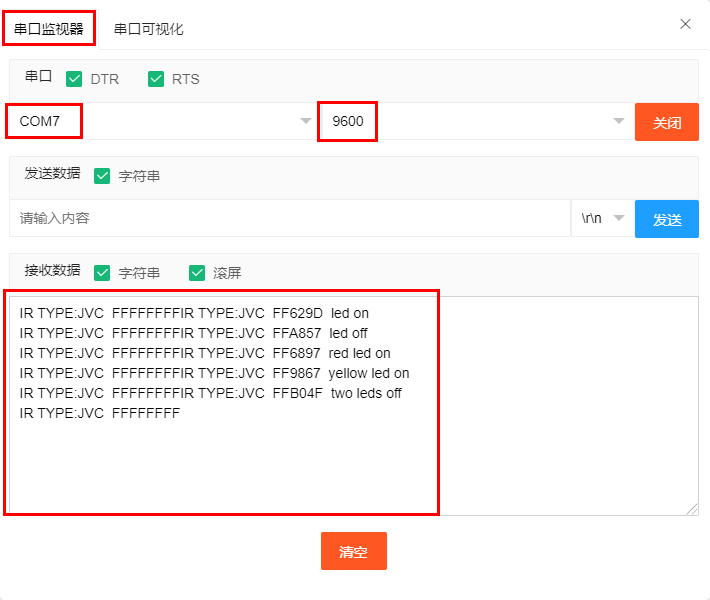 串口监视器 串口可视化
串口 DTR RTS
COM7 9600 关闭
发送数据 字符串
请输入内容 \r\n 发送
接收数据 字符串 滚屏
IR TYPE:JVC  FFFFFFFFIR TYPE:JVC  FF629D  led on
IR TYPE:JVC  FFFFFFFFIR TYPE:JVC  FFA857  led off
IR TYPE:JVC  FFFFFFFFIR TYPE:JVC  FF6897  red led on
IR TYPE:JVC  FFFFFFFFIR TYPE:JVC  FF9867  yellow led on
IR TYPE:JVC  FFFFFFFFIR TYPE:JVC  FFB04F  two leds off
IR TYPE:JVC  FFFFFFFF
清空